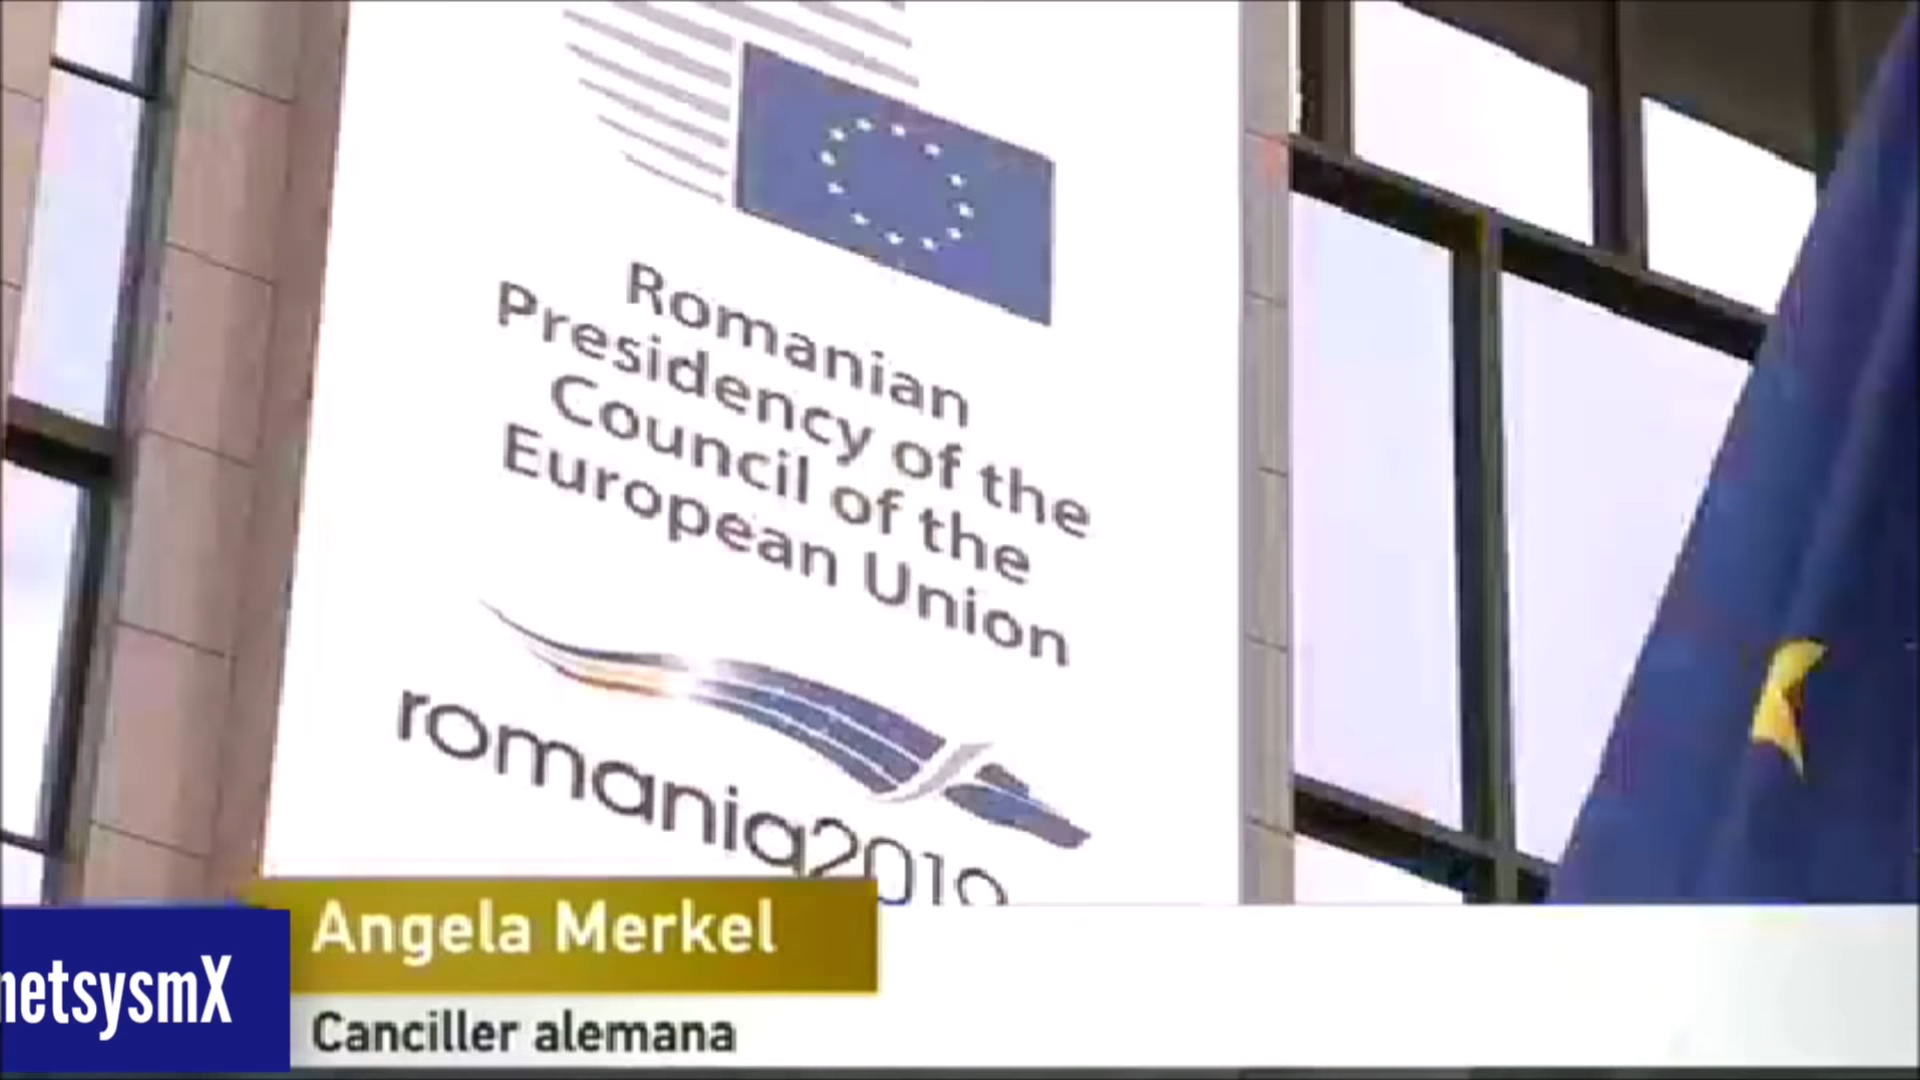 Romanian
Presidency of the
Council of the
European Union
romania2019
Angela Merkel
netsysmX
Canciller alemana